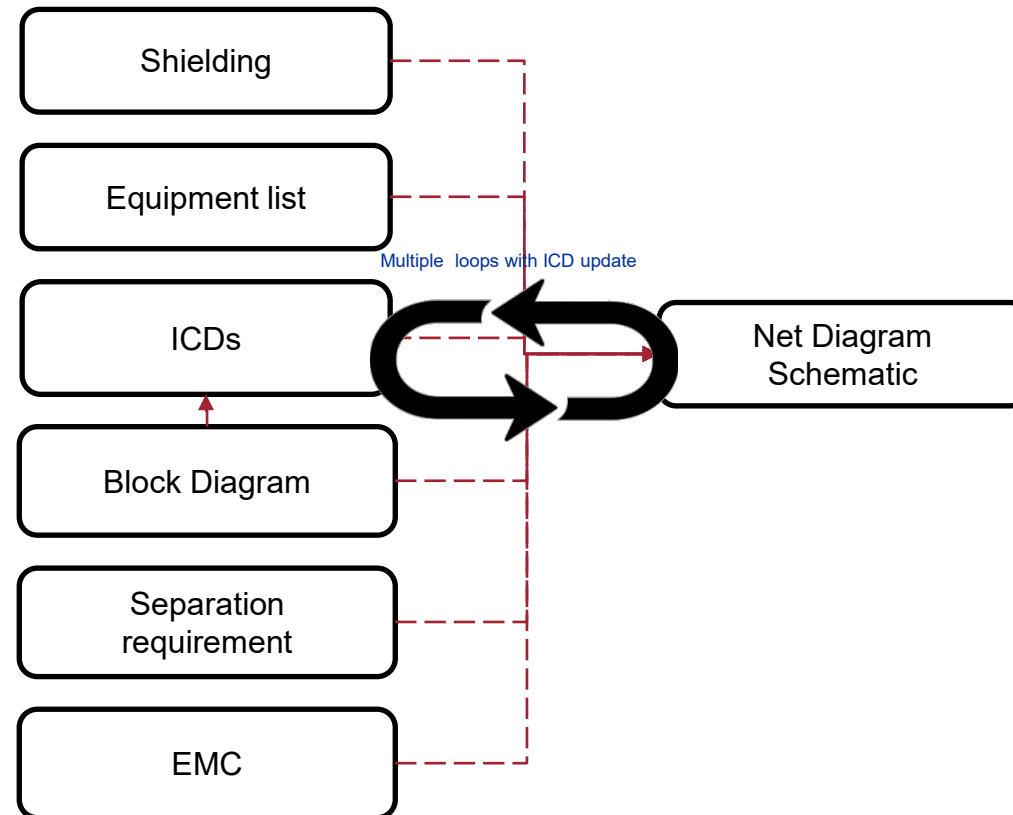 Shielding
Equipment list
Multiple loops with ICD update
ICDs
Net Diagram
Schematic
Block Diagram
Separation
requirement
EMC